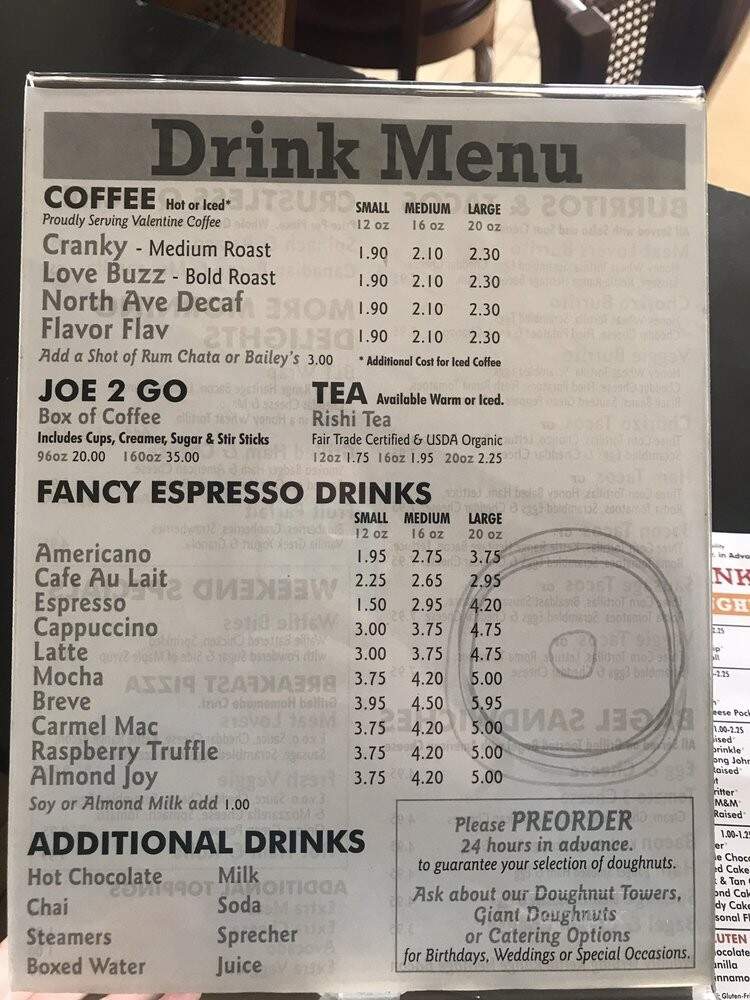 Drink Menu
COFFEE Hot or Iced*
Proudly Serving Valentine Coffee
SMALL MEDIUM LARGE
12 oz 16 oz 20 oz
Cranky - Medium Roast 1.90 2.10 2.30
Love Buzz - Bold Roast 1.90 2.10 2.30
North Ave Decaf 1.90 2.10 2.30
Flavor Flav 1.90 2.10 2.30
Add a Shot of Rum Chata or Bailey's 3.00 * Additional Cost for Iced Coffee
JOE 2 GO
Box of Coffee
Includes Cups, Creamer, Sugar & Stir Sticks
96oz 20.00 160oz 35.00
TEA Available Warm or Iced.
Rishi Tea
Fair Trade Certified & USDA Organic
12oz 1.75 16oz 1.95 20oz 2.25
FANCY ESPRESSO DRINKS
SMALL MEDIUM LARGE
12 oz 16 oz 20 oz
Americano 1.95 2.75 3.75
Cafe Au Lait 2.25 2.65 2.95
Espresso 1.50 2.95 4.20
Cappuccino 3.00 3.75 4.75
Latte 3.00 3.75 4.75
Mocha 3.75 4.20 5.00
Breve 3.95 4.50 5.95
Carmel Mac 3.75 4.20 5.00
Raspberry Truffle 3.75 4.20 5.00
Almond Joy 3.75 4.20 5.00
Soy or Almond Milk add 1.00
ADDITIONAL DRINKS
Hot Chocolate Milk
Chai Soda
Steamers Sprecher
Boxed Water Juice
Please PREORDER
24 hours in advance.
to guarantee your selection of doughnuts.
Ask about our Doughnut Towers,
Giant Doughnuts
or Catering Options
for Birthdays, Weddings or Special Occasions.